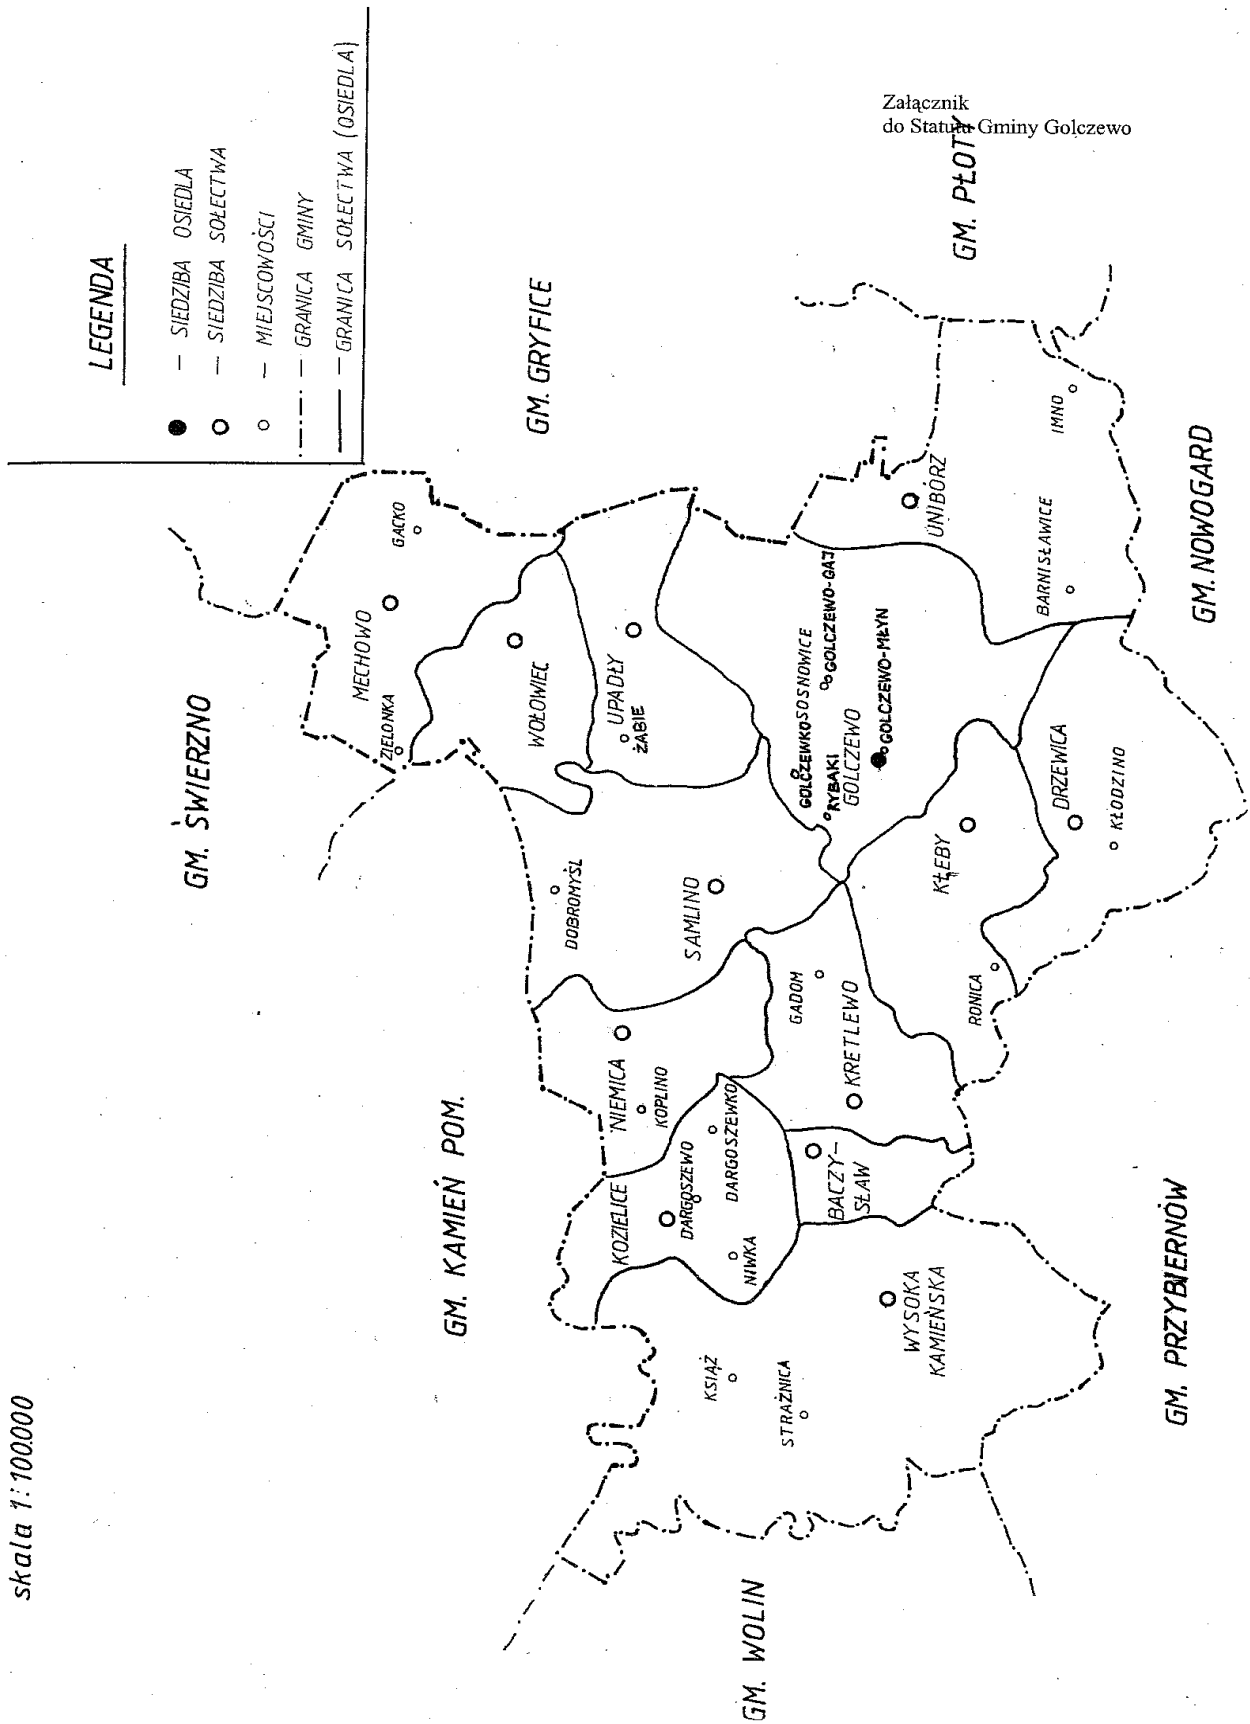 Załącznik
do Statutu Gminy Golczewo
skala 1:100000
LEGENDA
– SIEDZIBA OSIEDLA
– SIEDZIBA SOŁECTWA
– MIEJSCOWOŚCI
– GRANICA GMINY
– GRANICA SOŁECTWA (OSIEDLA)
GM. WOLIN
GM. KAMIEŃ POM.
GM. ŚWIERZNO
GM. GRYFICE
GM. PŁOTY
GM. NOWOGARD
GM. PRZYBIERNÓW
MECHOWO
GACKO
ZIELONKA
WOŁOWIEC
UPADŁY
ŻABIE
DOBROMYŚL
SAMLINO
NIEMICA
KOPLINO
KOZIELICE
DARGOSZEWO
DARGOSZEWKO
NIWKA
KSIĄŻ
STRAŻNICA
WYSOKA
KAMIEŃSKA
BACZY-
SŁAW
KRETLEWO
GADOM
GOLCZEWKO
SOSNOWICE
RYBAKI
GOLCZEWO
GOLCZEWO-GAJ
GOLCZEWO-MŁYN
KŁĘBY
RONICA
DRZEWICA
KŁODZINO
UNIBÓRZ
BARNISŁAWICE
IMNO